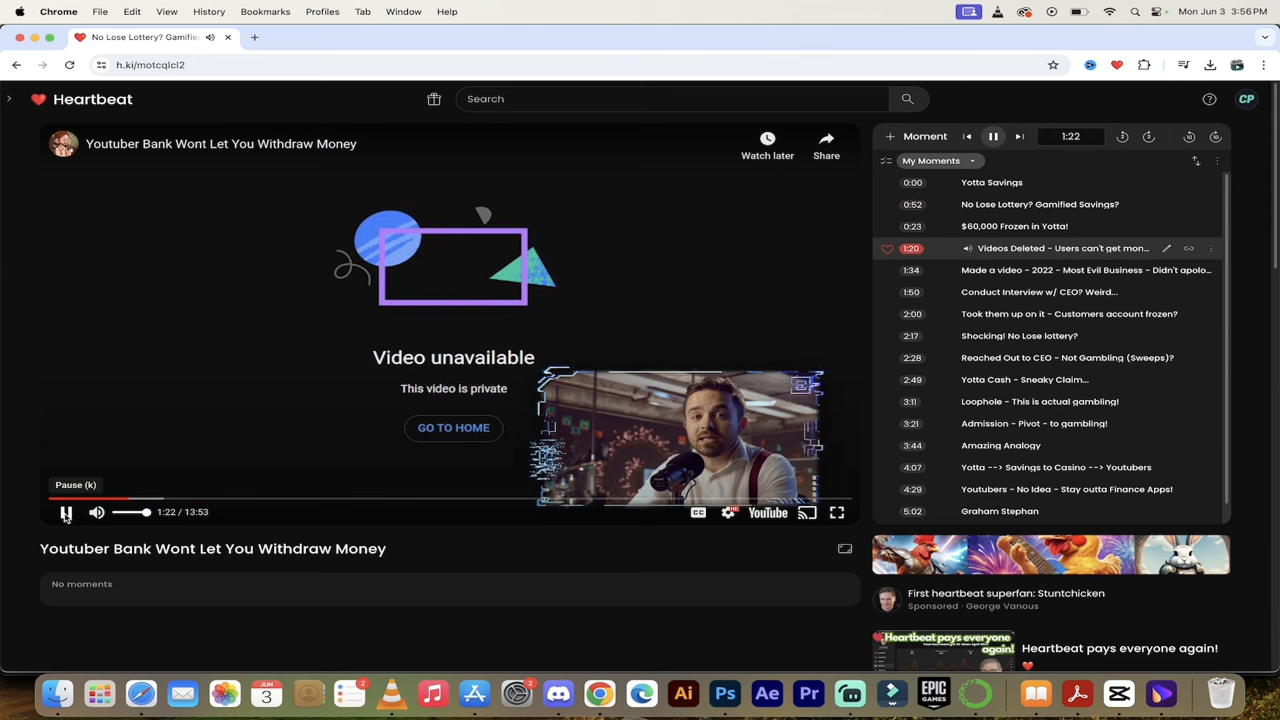 Chrome File Edit View History Bookmarks Profiles Tab Window Help Mon Jun 3 3:56 PM
No Lose Lottery? Gamifie
h.ki/motcqlcl2
Heartbeat Search CP
Youtuber Bank Wont Let You Withdraw Money
Watch later Share
Video unavailable
This video is private
GO TO HOME
Pause (k)
1:22 / 13:53 CC HD YouTube
Youtuber Bank Wont Let You Withdraw Money
No moments
Moment 1:22
My Moments
0:00 Yotta Savings
0:52 No Lose Lottery? Gamified Savings?
0:23 $60,000 Frozen in Yotta!
1:20 Videos Deleted - Users can't get mon...
1:34 Made a video - 2022 - Most Evil Business - Didn't apolo...
1:50 Conduct Interview w/ CEO? Weird...
2:00 Took them up on it - Customers account frozen?
2:17 Shocking! No Lose lottery?
2:28 Reached Out to CEO - Not Gambling (Sweeps)?
2:49 Yotta Cash - Sneaky Claim...
3:11 Loophole - This is actual gambling!
3:21 Admission - Pivot - to gambling!
3:44 Amazing Analogy
4:07 Yotta --> Savings to Casino --> Youtubers
4:29 Youtubers - No Idea - Stay outta Finance Apps!
5:02 Graham Stephan
First heartbeat superfan: Stuntchicken
Sponsored · George Vanous
Heartbeat pays everyone again!
Heartbeat pays everyone again!
JUN 3 2 2 Ai Ps Ae Pr EPIC GAMES